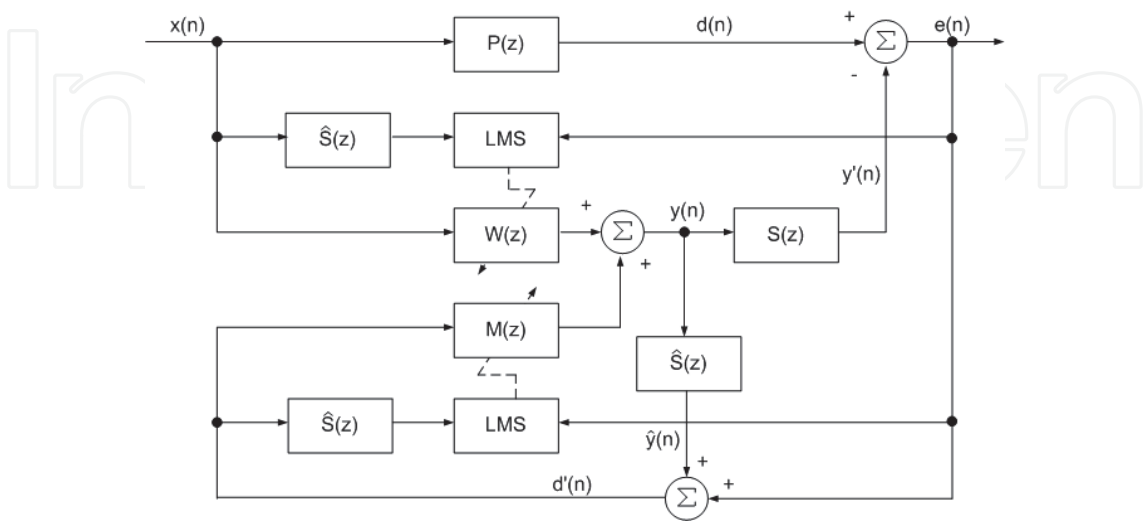 x(n)
P(z)
d(n)
+
Σ
e(n)
-
Ŝ(z)
LMS
y'(n)
W(z)
+
Σ
y(n)
S(z)
+
M(z)
Ŝ(z)
Ŝ(z)
LMS
ŷ(n)
+
d'(n)
Σ
+